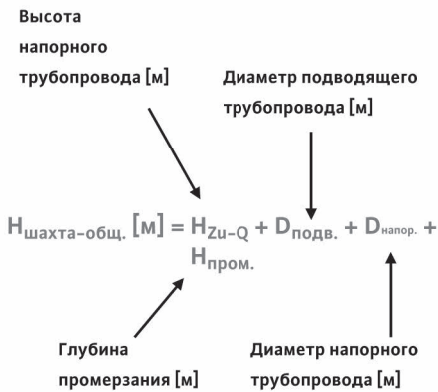 Высота
напорного
трубопровода [м]
Диаметр подводящего
трубопровода [м]
Hшахта-общ. [м] = HZu-Q + Dподв. + Dнапор. +
Hпром.
Глубина
промерзания [м]
Диаметр напорного
трубопровода [м]